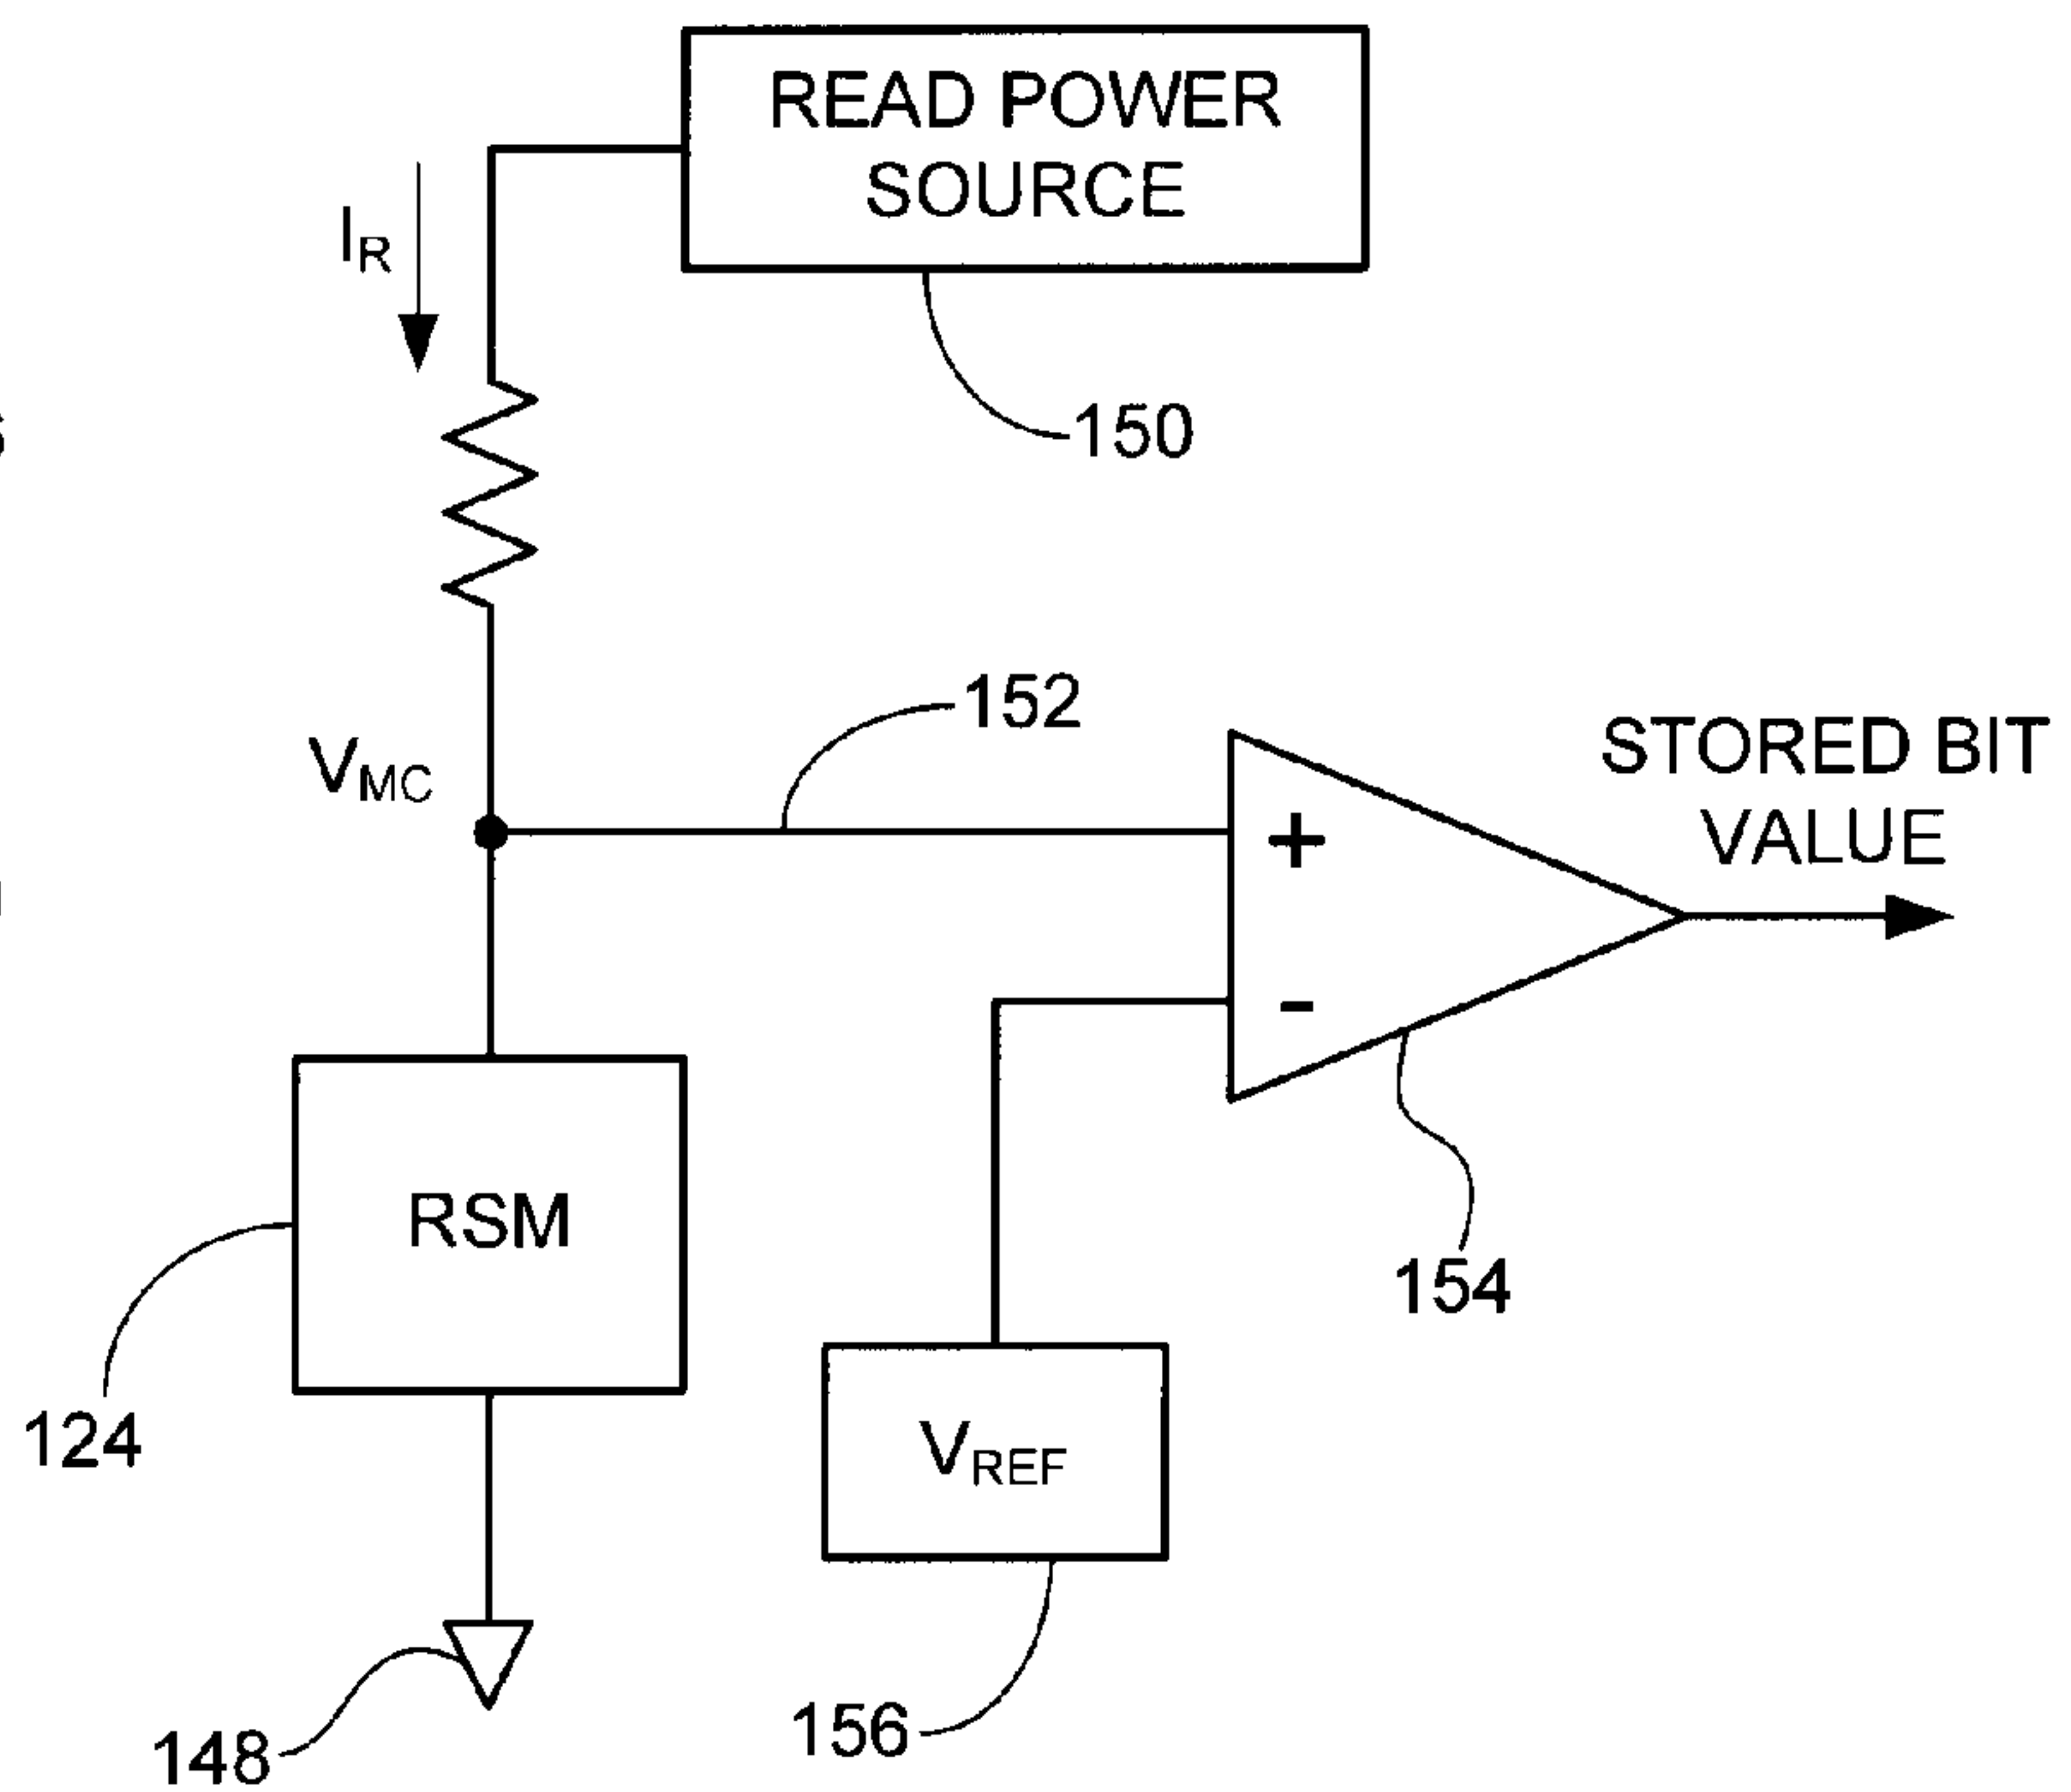 READ POWER
SOURCE
I_R
150
152
V_MC
STORED BIT
VALUE
+
-
RSM
154
124
V_REF
156
148